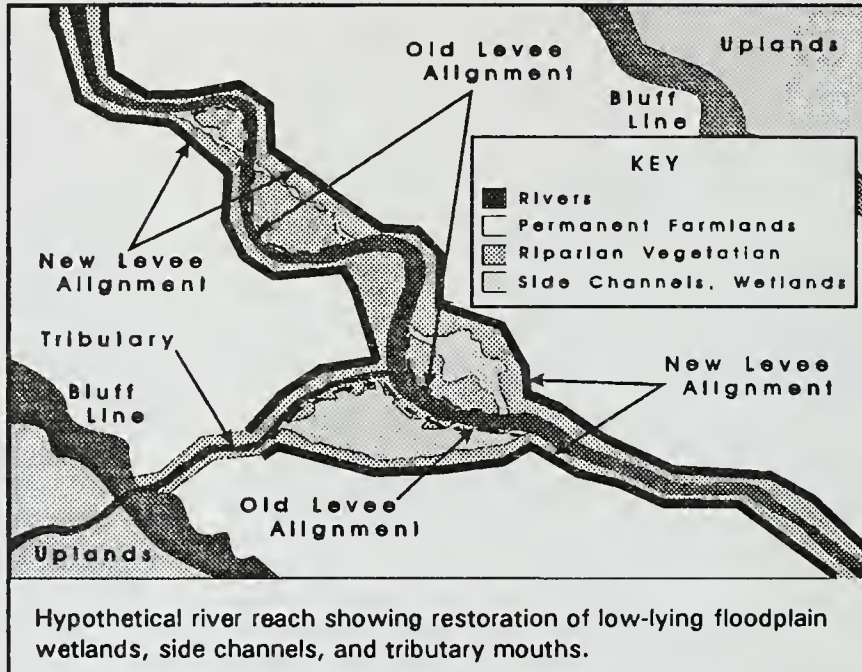 Old Levee
Alignment
Uplands
Bluff
Line
KEY
Rivers
Permanent Farmlands
Riparian Vegetation
Side Channels, Wetlands
New Levee
Alignment
Tributary
Bluff
Line
New Levee
Alignment
Old Levee
Alignment
Uplands
Hypothetical river reach showing restoration of low-lying floodplain
wetlands, side channels, and tributary mouths.